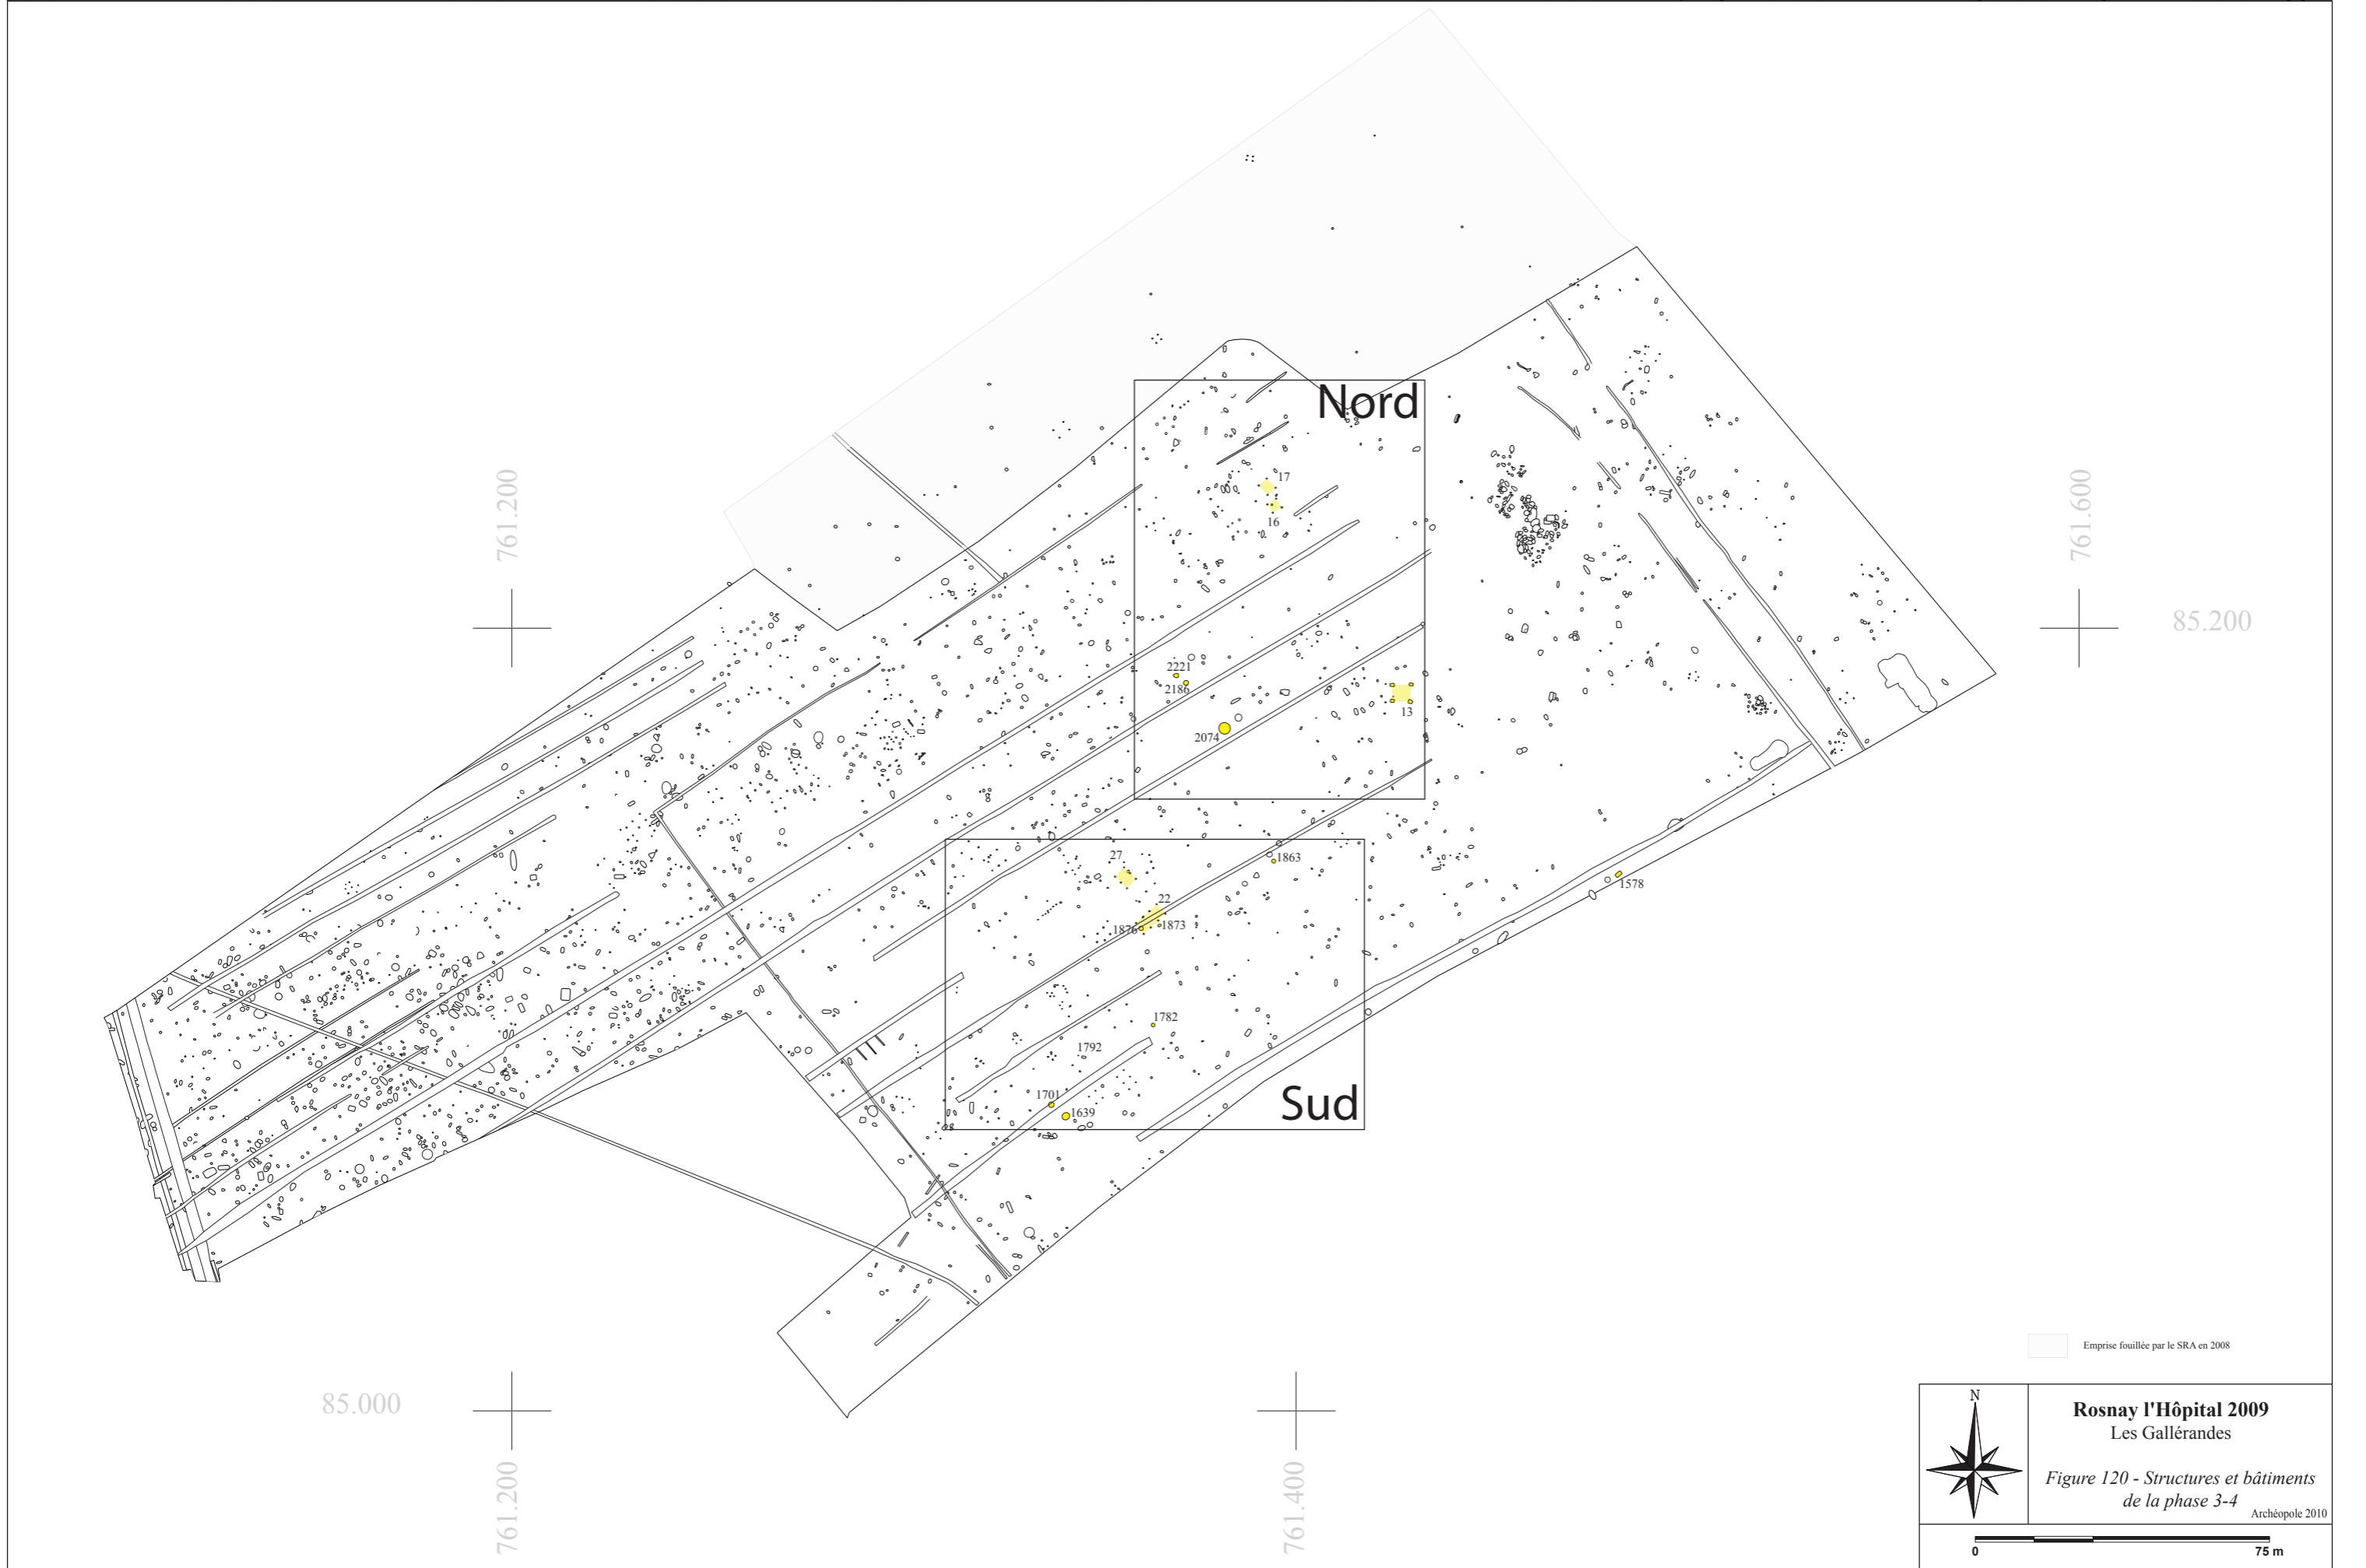 Nord
17
16
761.200
761.600
85.200
2221
2186
13
2074
27
1863
1578
22
1876
1873
1782
1792
1701
1639
Sud
Emprise fouillée par le SRA en 2008
85.000
761.200
761.400
N
Rosnay l'Hôpital 2009
Les Gallérandes
Figure 120 - Structures et bâtiments
de la phase 3-4
Archéopole 2010
0
75 m